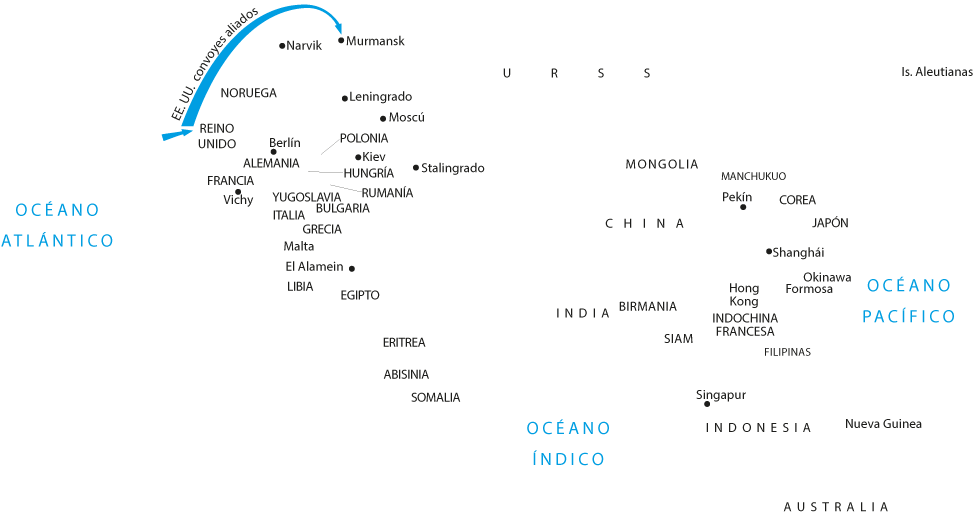 EE. UU. convoyes aliados
Narvik
Murmansk
U R S S
Is. Aleutianas
NORUEGA
Leningrado
Moscú
REINO
UNIDO
Berlín
POLONIA
ALEMANIA
Kiev
HUNGRÍA
Stalingrado
MONGOLIA
MANCHUKUO
FRANCIA
Vichy
YUGOSLAVIA
RUMANÍA
BULGARIA
ITALIA
GRECIA
Pekín
COREA
JAPÓN
CHINA
OCÉANO
ATLÁNTICO
Malta
El Alamein
LIBIA
EGIPTO
Shanghái
Okinawa
Formosa
Hong
Kong
OCÉANO
PACÍFICO
INDIA
BIRMANIA
INDOCHINA
FRANCESA
SIAM
FILIPINAS
ERITREA
ABISINIA
SOMALIA
Singapur
INDONESIA
Nueva Guinea
OCÉANO
ÍNDICO
AUSTRALIA